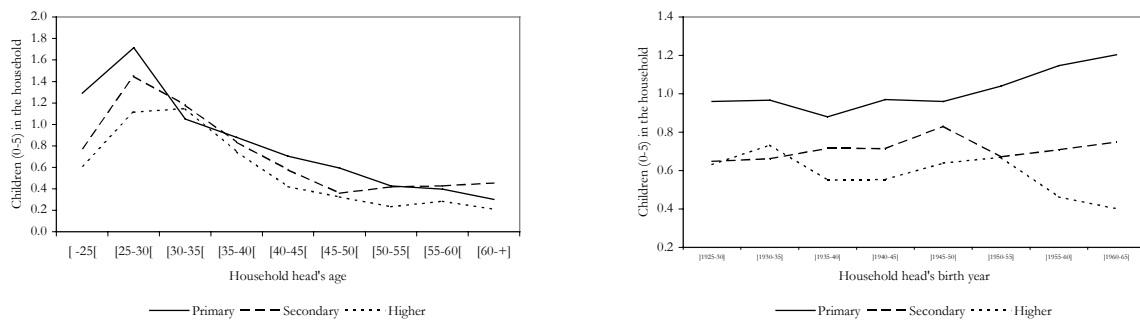 Children (0-5) in the household
2.0
1.8
1.6
1.4
1.2
1.0
0.8
0.6
0.4
0.2
0.0
[ -25[ [25-30[ [30-35[ [35-40[ [40-45[ [45-50[ [50-55[ [55-60[ [60-+]
Household head's age
Primary Secondary Higher
Children (0-5) in the household
1.4
1.2
1.0
0.8
0.6
0.4
0.2
[1925-30[ [1930-35[ [1935-40[ [1940-45[ [1945-50[ [1950-55[ [1955-60[ [1960-65[
Household head's birth year
Primary Secondary Higher